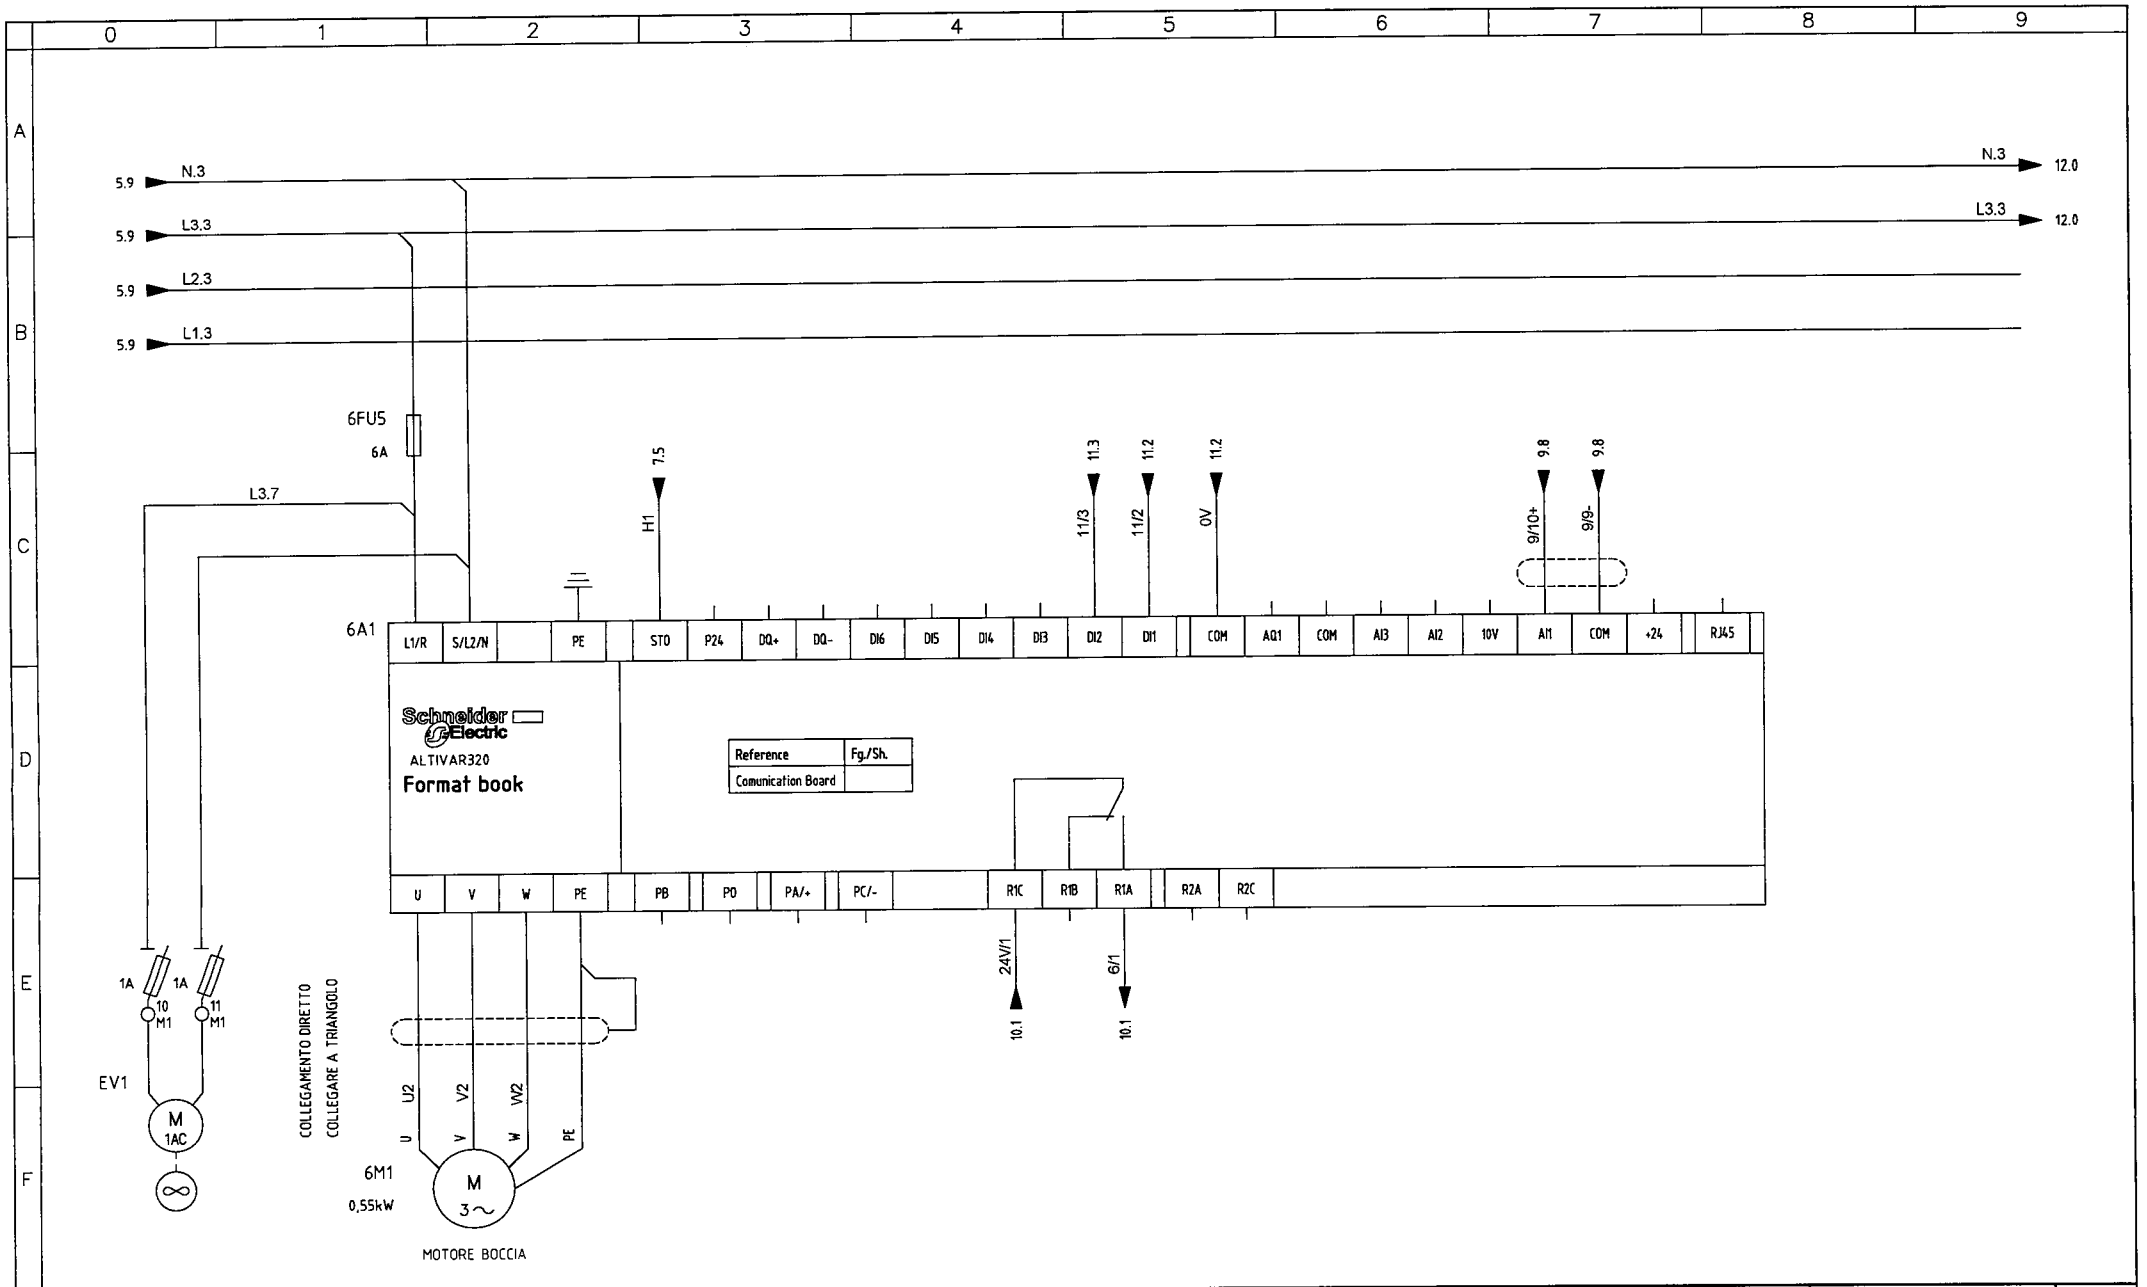 0 1 2 3 4 5 6 7 8 9
A
N.3
N.3
5.9
12.0
L3.3
L3.3
5.9
12.0
L2.3
5.9
B
L1.3
5.9
6FU5
6A
7.5
11.3
11.2
11.2
9.8
9.8
L3.7
H1
11/3
11/2
0V
9/10+
9/9-
C
6A1
L1/R S/L2/N PE STO P24 DQ+ DQ- DI6 DI5 DI4 DI3 DI2 DI1 COM AQ1 COM AI3 AI2 10V AI1 COM +24 RJ45
Schneider
Electric
ALTIVAR320
Format book
Reference Fg./Sh.
Comunication Board
D
U V W PE PB PO PA/+ PC/- R1C R1B R1A R2A R2C
24V/1
6/1
10.1
10.1
E
1A
1A
10
M1
11
M1
COLLEGAMENTO DIRETTO
COLLEGARE A TRIANGOLO
EV1
U2
V2
W2
U
V
W
PE
M
1AC
F
6M1
0,55kW
M
3~
MOTORE BOCCIA